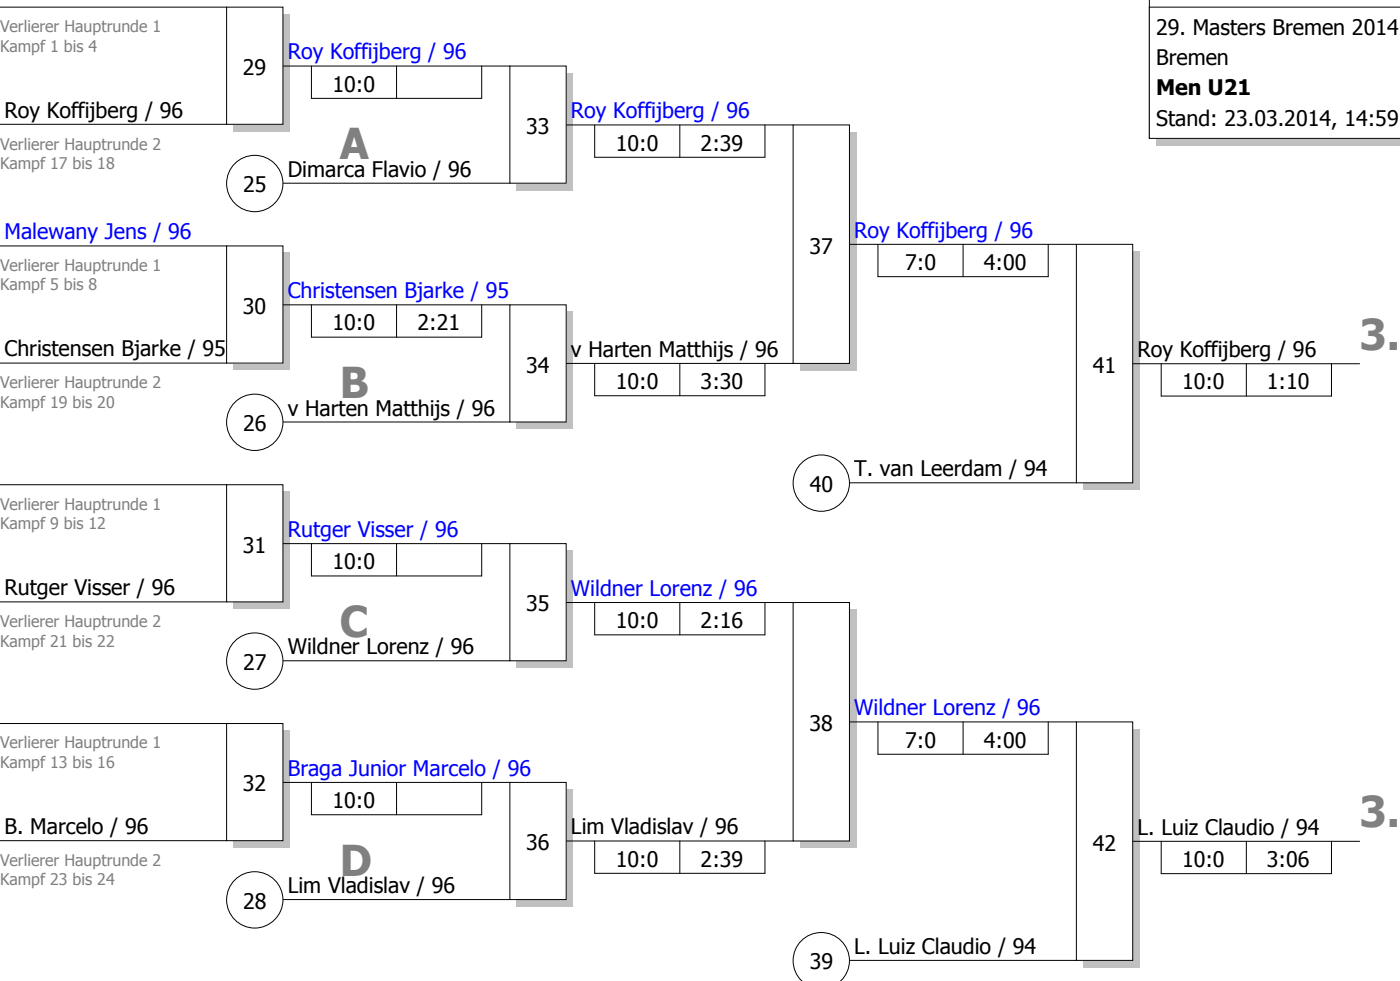 Verlierer Hauptrunde 1
Kampf 1 bis 4
29
Roy Koffijberg / 96
10:0
Roy Koffijberg / 96
Verlierer Hauptrunde 2
Kampf 17 bis 18
A
25
Dimarca Flavio / 96
33
Roy Koffijberg / 96
10:0 2:39
29. Masters Bremen 2014
Bremen
Men U21
Stand: 23.03.2014, 14:59
Malewany Jens / 96
Verlierer Hauptrunde 1
Kampf 5 bis 8
30
Christensen Bjarke / 95
10:0 2:21
Christensen Bjarke / 95
Verlierer Hauptrunde 2
Kampf 19 bis 20
B
26
v Harten Matthijs / 96
34
v Harten Matthijs / 96
10:0 3:30
37
Roy Koffijberg / 96
7:0 4:00
40
T. van Leerdam / 94
41
Roy Koffijberg / 96
10:0 1:10
3.
Verlierer Hauptrunde 1
Kampf 9 bis 12
31
Rutger Visser / 96
10:0
Rutger Visser / 96
Verlierer Hauptrunde 2
Kampf 21 bis 22
C
27
Wildner Lorenz / 96
35
Wildner Lorenz / 96
10:0 2:16
Verlierer Hauptrunde 1
Kampf 13 bis 16
32
Braga Junior Marcelo / 96
10:0
B. Marcelo / 96
Verlierer Hauptrunde 2
Kampf 23 bis 24
D
28
Lim Vladislav / 96
36
Lim Vladislav / 96
10:0 2:39
38
Wildner Lorenz / 96
7:0 4:00
39
L. Luiz Claudio / 94
42
L. Luiz Claudio / 94
10:0 3:06
3.